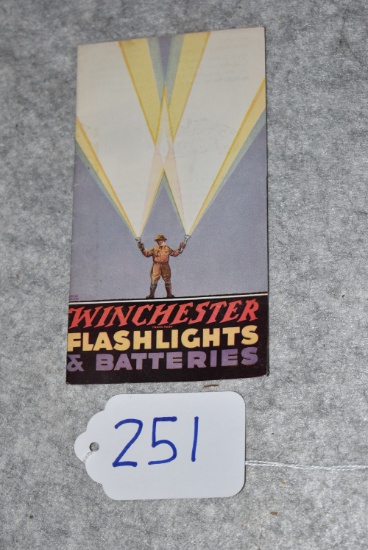 WINCHESTER
FLASHLIGHTS
& BATTERIES
251